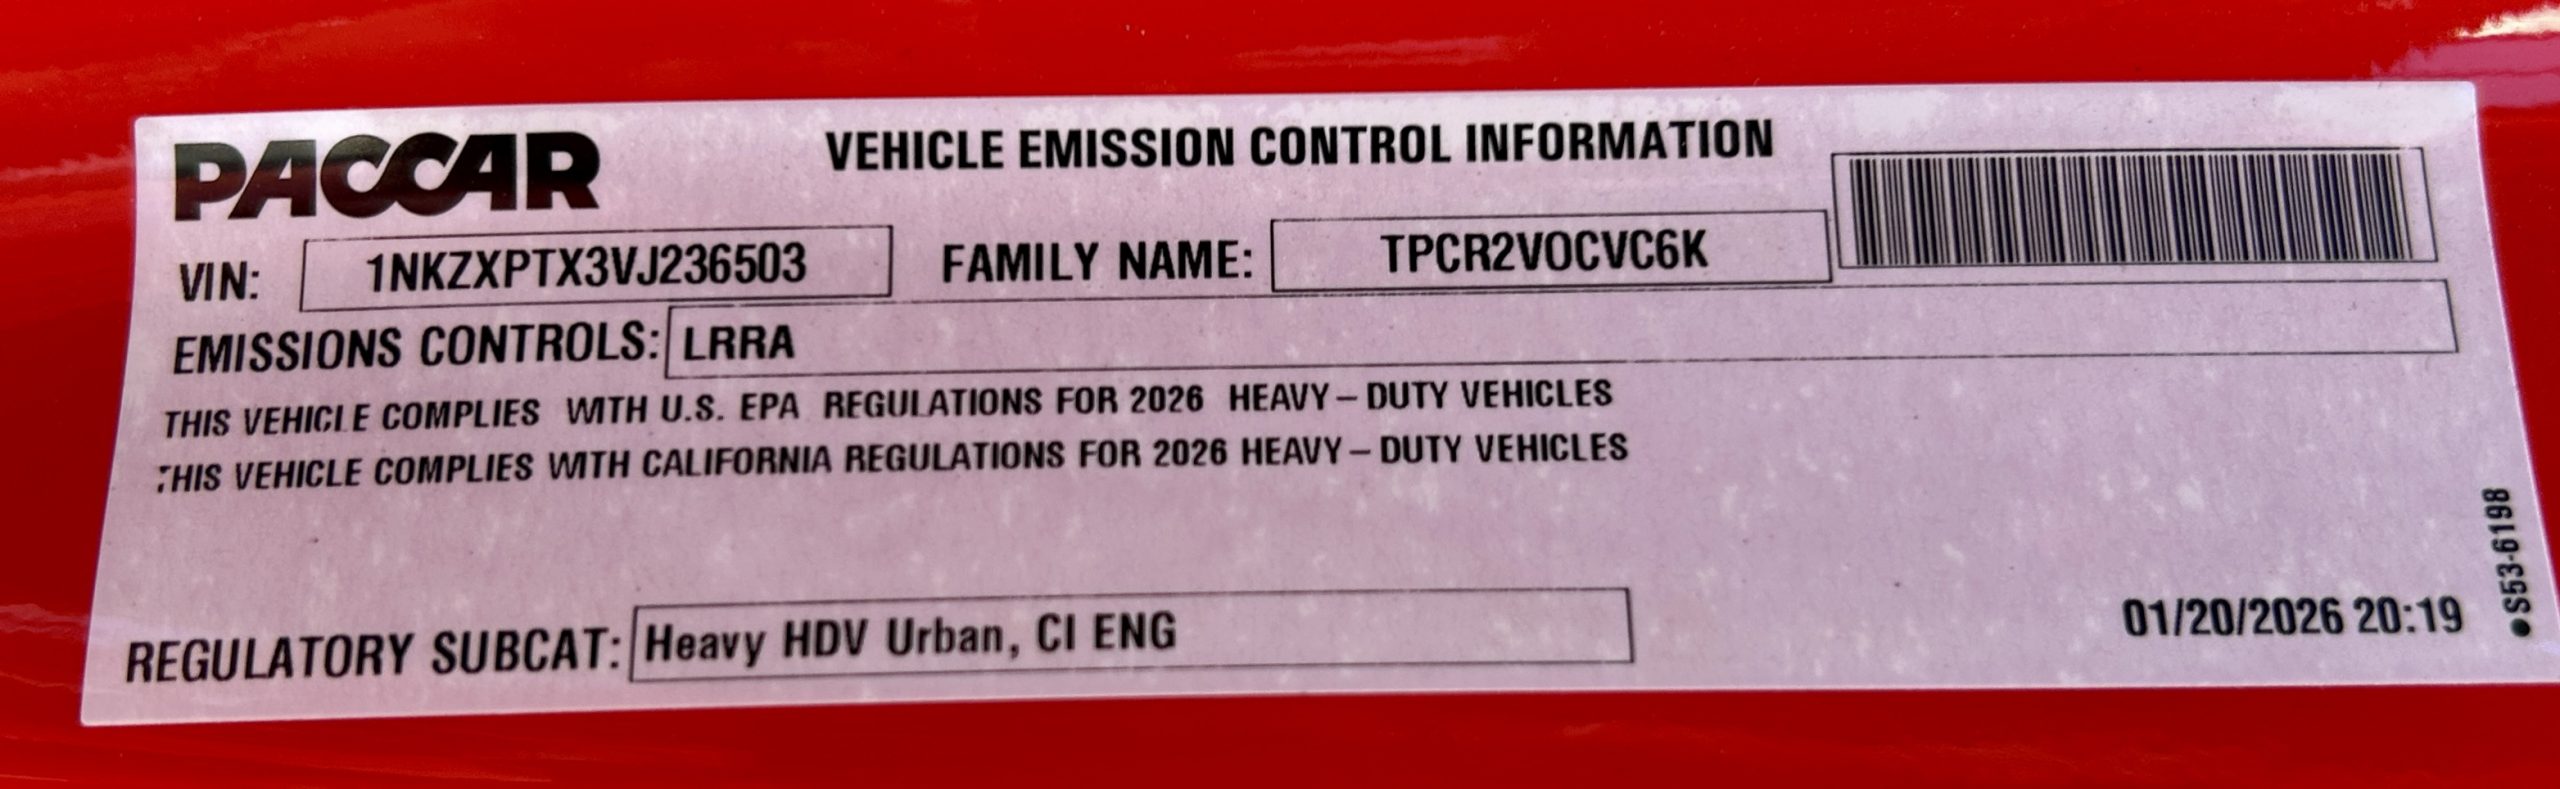 PACCAR
VEHICLE EMISSION CONTROL INFORMATION
VIN: 1NKZXPTX3VJ236503 FAMILY NAME: TPCR2VOCVC6K
EMISSIONS CONTROLS: LRRA
THIS VEHICLE COMPLIES WITH U.S. EPA REGULATIONS FOR 2026 HEAVY-DUTY VEHICLES
THIS VEHICLE COMPLIES WITH CALIFORNIA REGULATIONS FOR 2026 HEAVY-DUTY VEHICLES
REGULATORY SUBCAT: Heavy HDV Urban, CI ENG
01/20/2026 20:19
•S53-6198